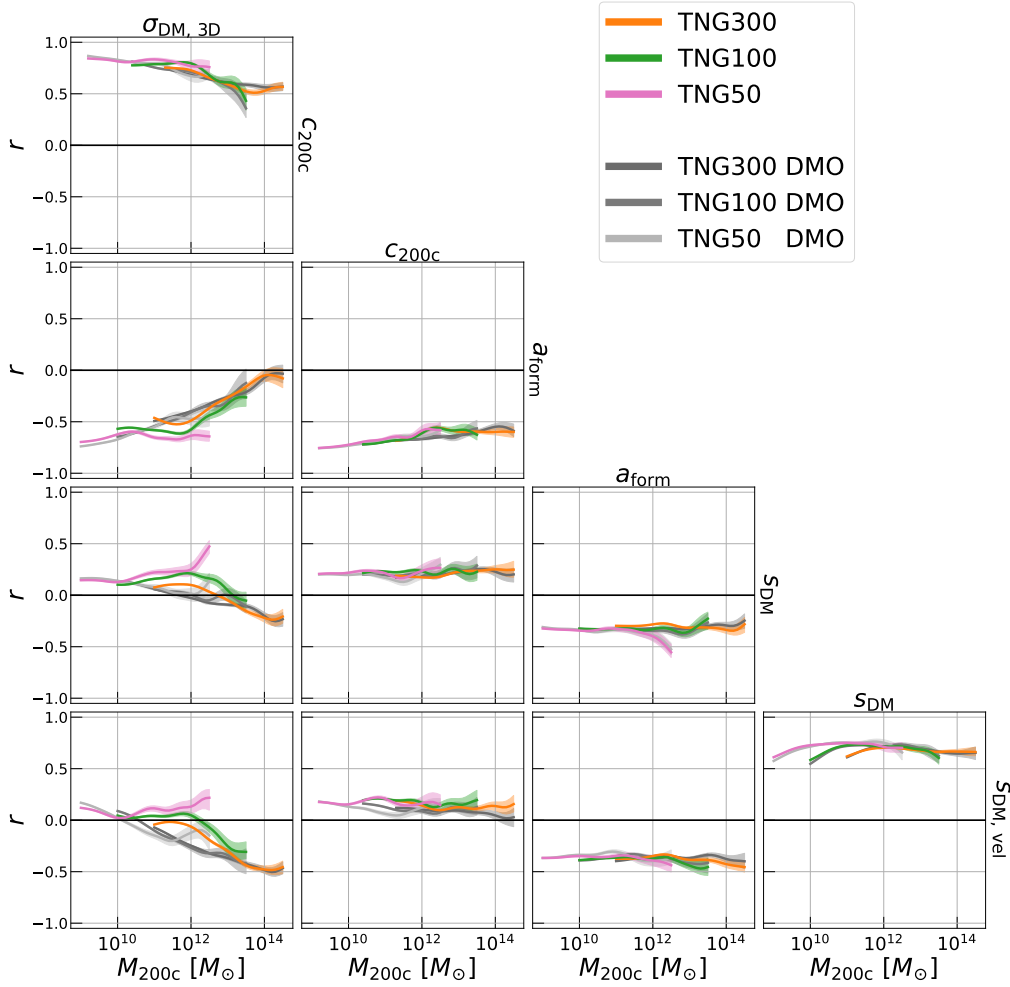 σDM, 3D
TNG300
TNG100
TNG50
TNG300 DMO
TNG100 DMO
TNG50 DMO
1.0
0.5
0.0
−0.5
−1.0
r
c200c
c200c
1.0
0.5
0.0
−0.5
−1.0
r
aform
aform
1.0
0.5
0.0
−0.5
−1.0
r
sDM
sDM
1.0
0.5
0.0
−0.5
−1.0
r
sDM, vel
10^10 10^12 10^14 10^10 10^12 10^14 10^10 10^12 10^14 10^10 10^12 10^14
M200c [M⊙] M200c [M⊙] M200c [M⊙] M200c [M⊙]